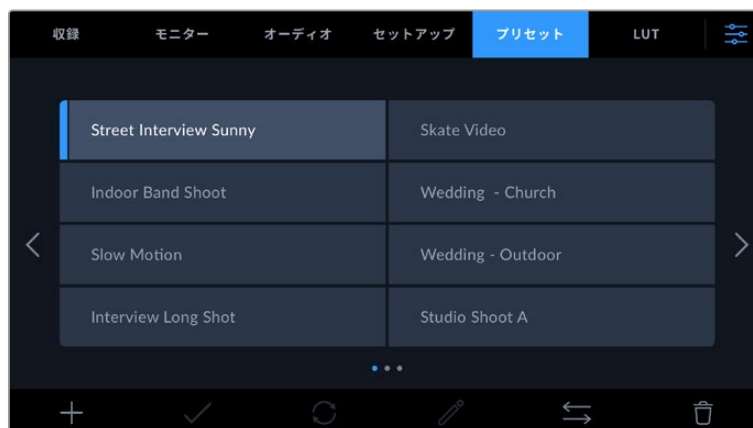 収録 モニター オーディオ セットアップ プリセット LUT
Street Interview Sunny Skate Video
Indoor Band Shoot Wedding - Church
Slow Motion Wedding - Outdoor
Interview Long Shot Studio Shoot A